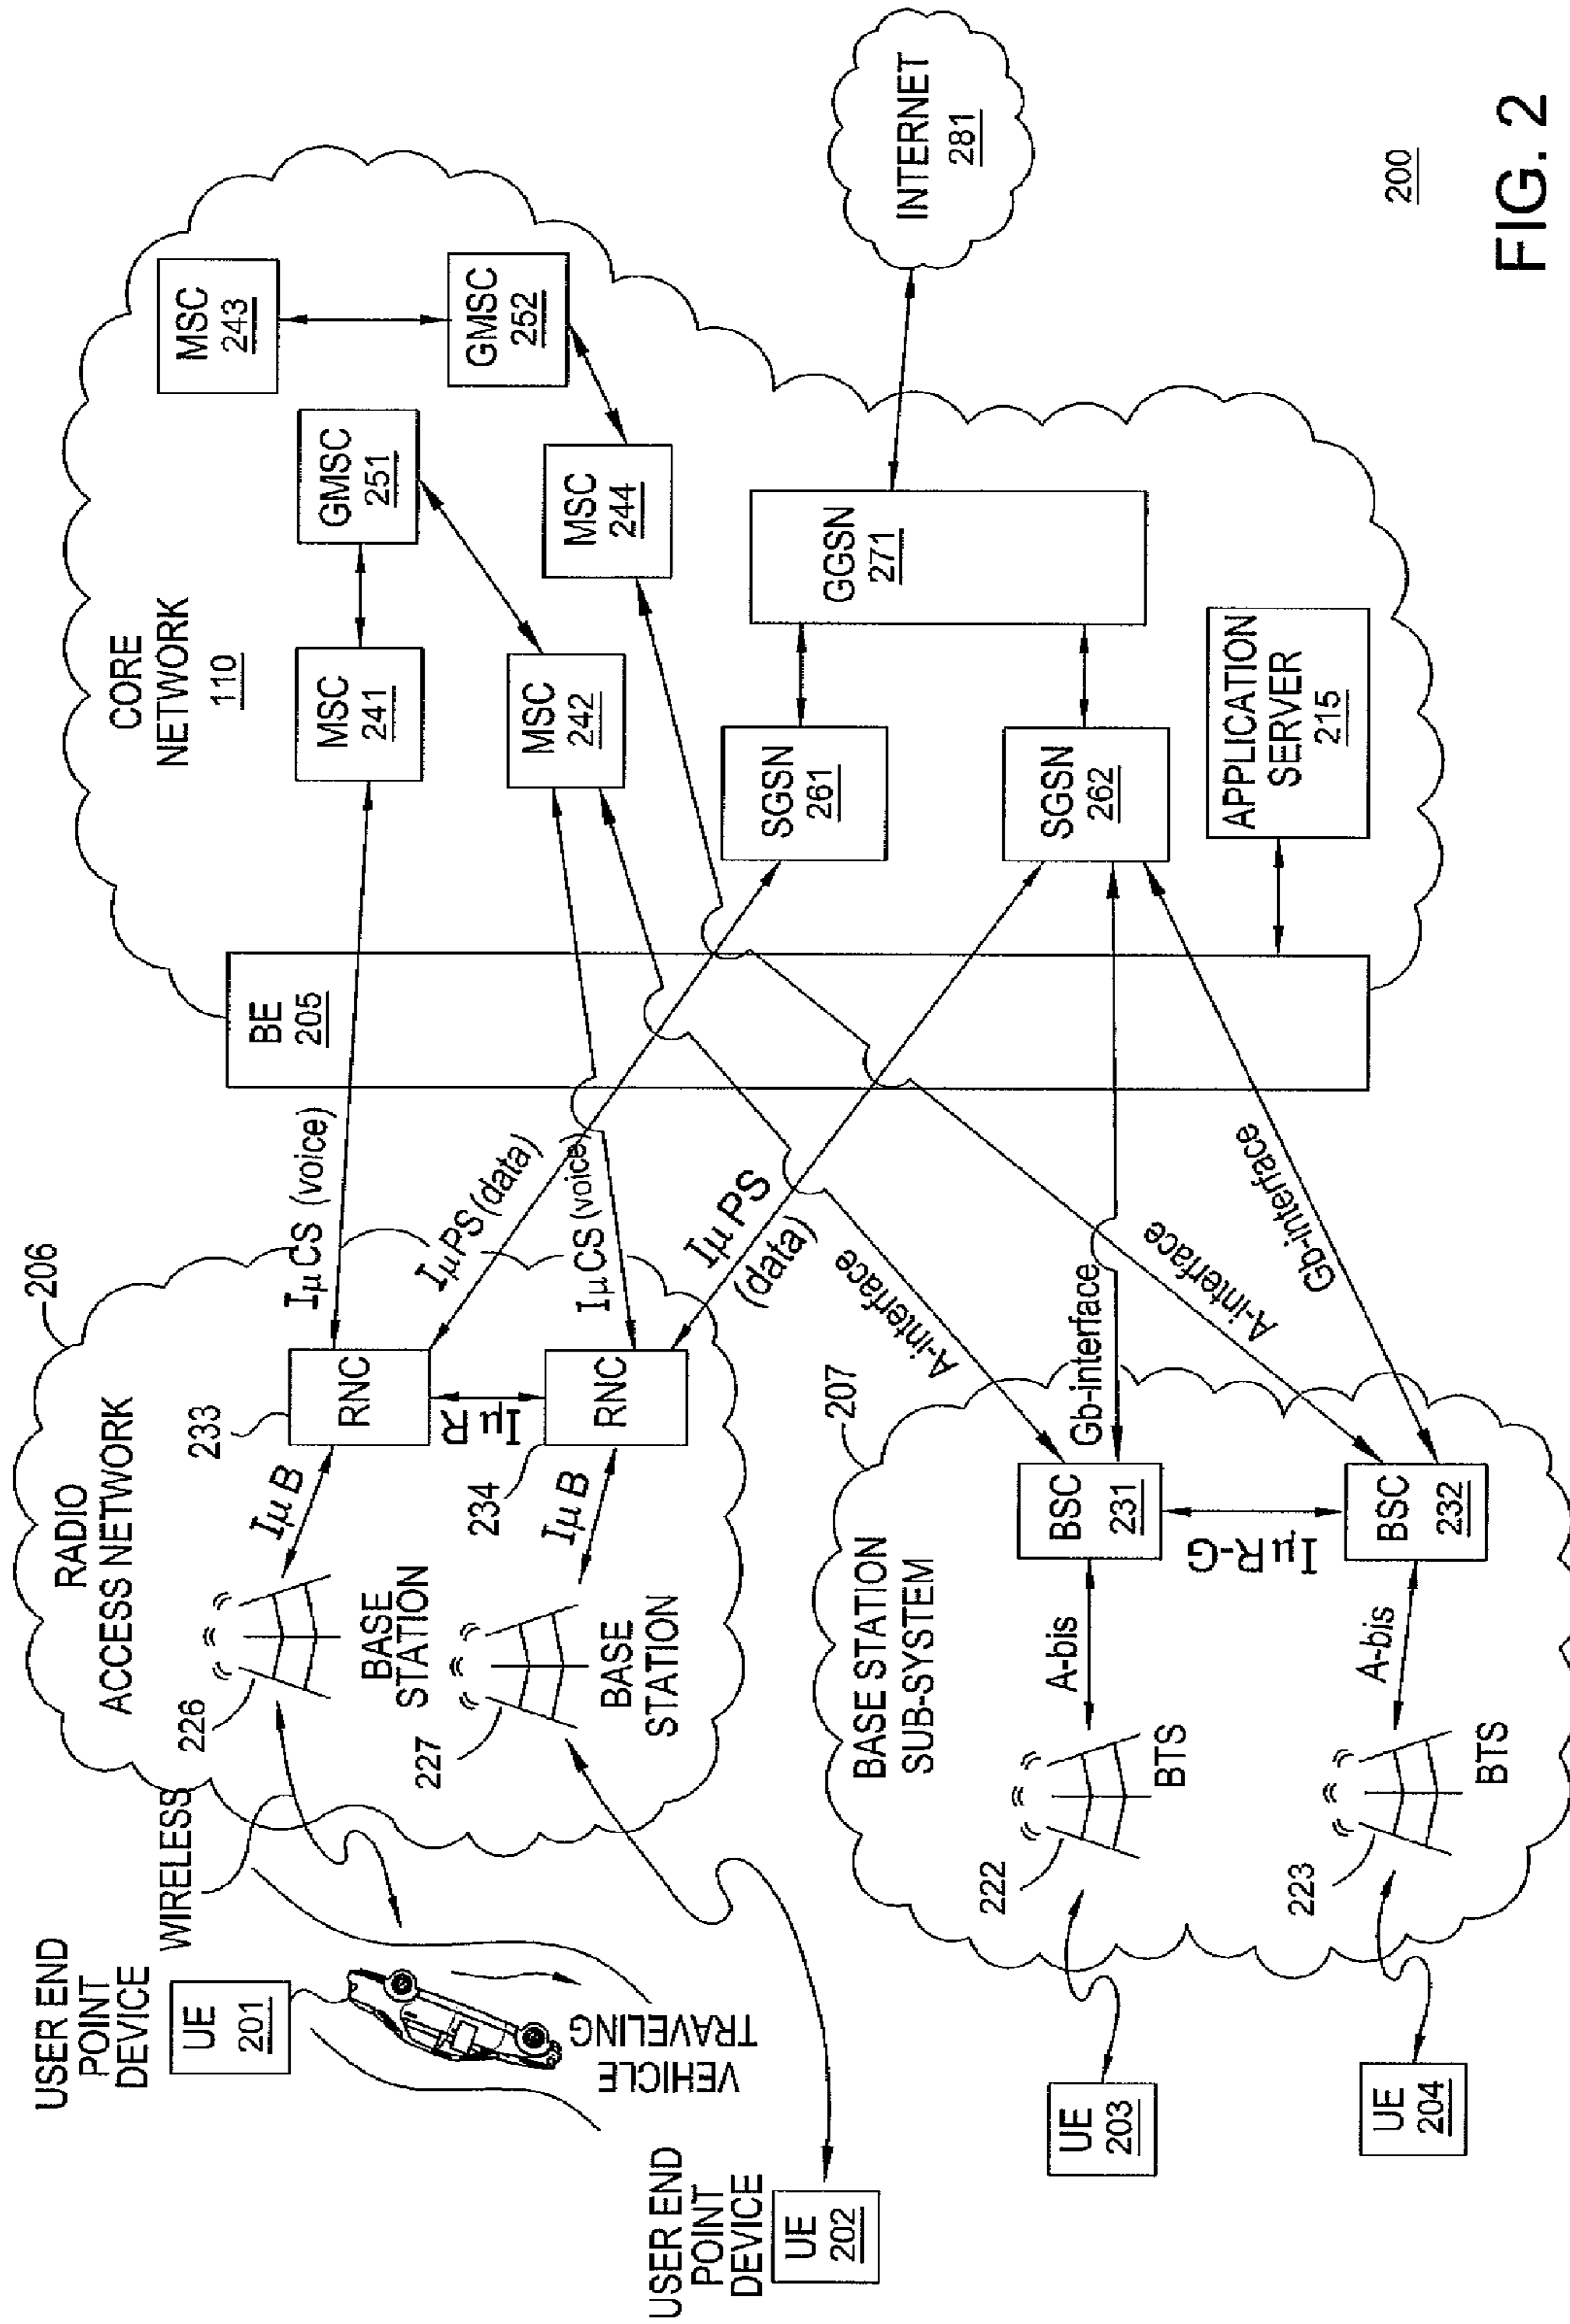 USER END
POINT
DEVICE
UE
201
WIRELESS
VEHICLE
TRAVELING
USER END
POINT
DEVICE
UE
202
UE
203
UE
204
RADIO
ACCESS NETWORK
206
226
BASE
STATION
227
BASE
STATION
IμB
IμB
233
RNC
IμR
234
RNC
BASE STATION
SUB-SYSTEM
207
222
BTS
223
BTS
A-bis
A-bis
BSC
231
IμR-G
BSC
232
IμCS (voice)
IμPS (data)
IμCS (voice)
IμPS
(data)
A-interface
Gb-interface
A-interface
Gb-interface
BE
205
CORE
NETWORK
110
MSC
241
MSC
242
GMSC
251
MSC
243
GMSC
252
MSC
244
SGSN
261
SGSN
262
GGSN
271
APPLICATION
SERVER
215
INTERNET
281
200
FIG. 2